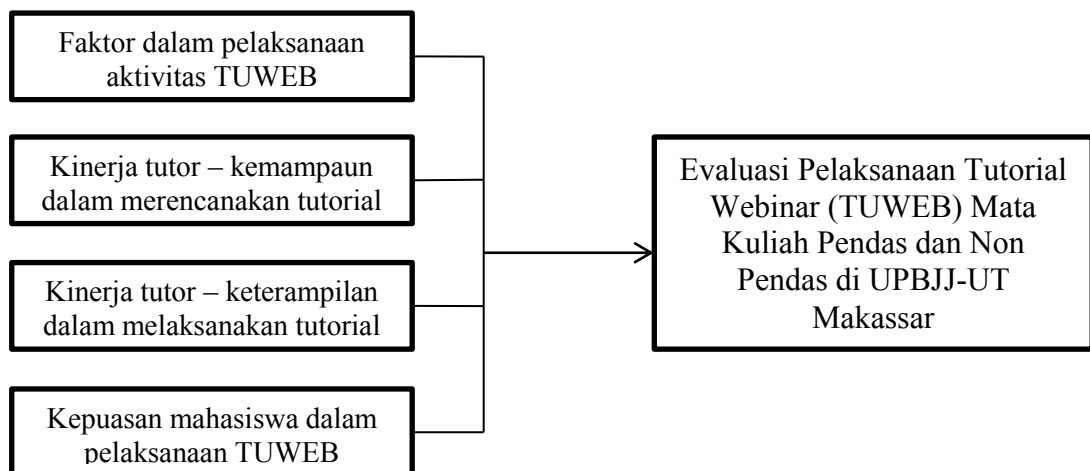 Faktor dalam pelaksanaan
aktivitas TUWEB
Kinerja tutor – kemampaun
dalam merencanakan tutorial
Kinerja tutor – keterampilan
dalam melaksanakan tutorial
Kepuasan mahasiswa dalam
pelaksanaan TUWEB
Evaluasi Pelaksanaan Tutorial
Webinar (TUWEB) Mata
Kuliah Pendas dan Non
Pendas di UPBJJ-UT
Makassar